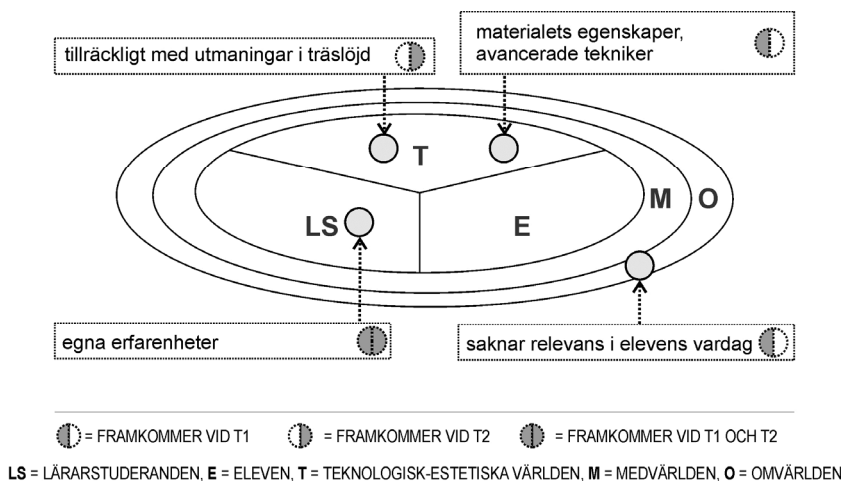 tillräckligt med utmaningar i träslöjd
materialets egenskaper,
avancerade tekniker
T
M
O
LS
E
egna erfarenheter
saknar relevans i elevens vardag
= FRAMKOMMER VID T1
= FRAMKOMMER VID T2
= FRAMKOMMER VID T1 OCH T2
LS = LÄRARSTUDERANDEN, E = ELEVEN, T = TEKNOLOGISK-ESTETISKA VÄRLDEN, M = MEDVÄRLDEN, O = OMVÄRLDEN